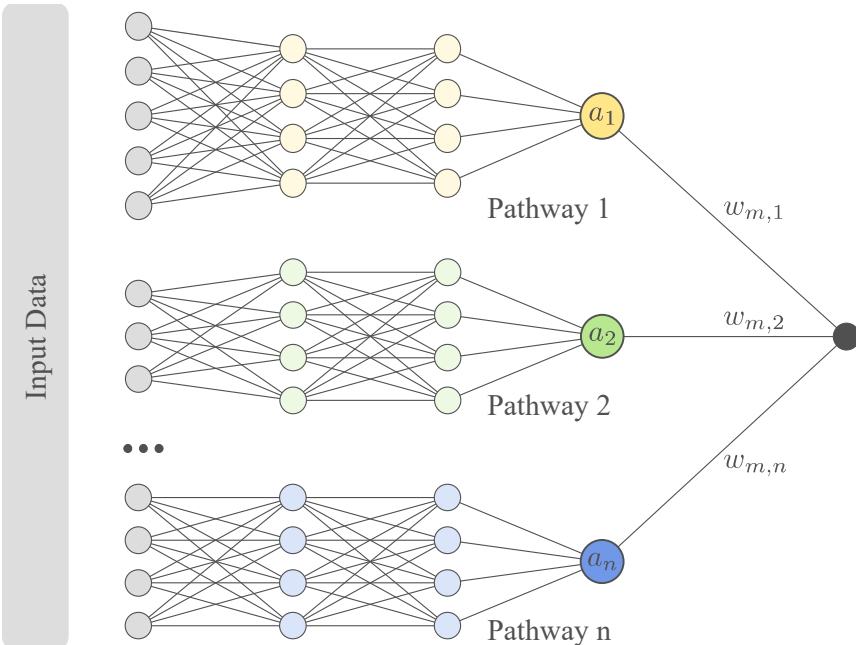 Input Data
a_1
Pathway 1
w_{m,1}
a_2
w_{m,2}
Pathway 2
...
w_{m,n}
a_n
Pathway n